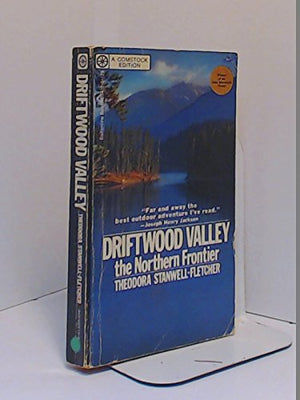 A COMSTOCK
EDITION
"Far and away the
best outdoor adventure I've read."
—Joseph Henry Jackson
DRIFTWOOD VALLEY
the Northern Frontier
THEODORA STANWELL-FLETCHER
DRIFTWOOD VALLEY
THEODORA STANWELL-FLETCHER